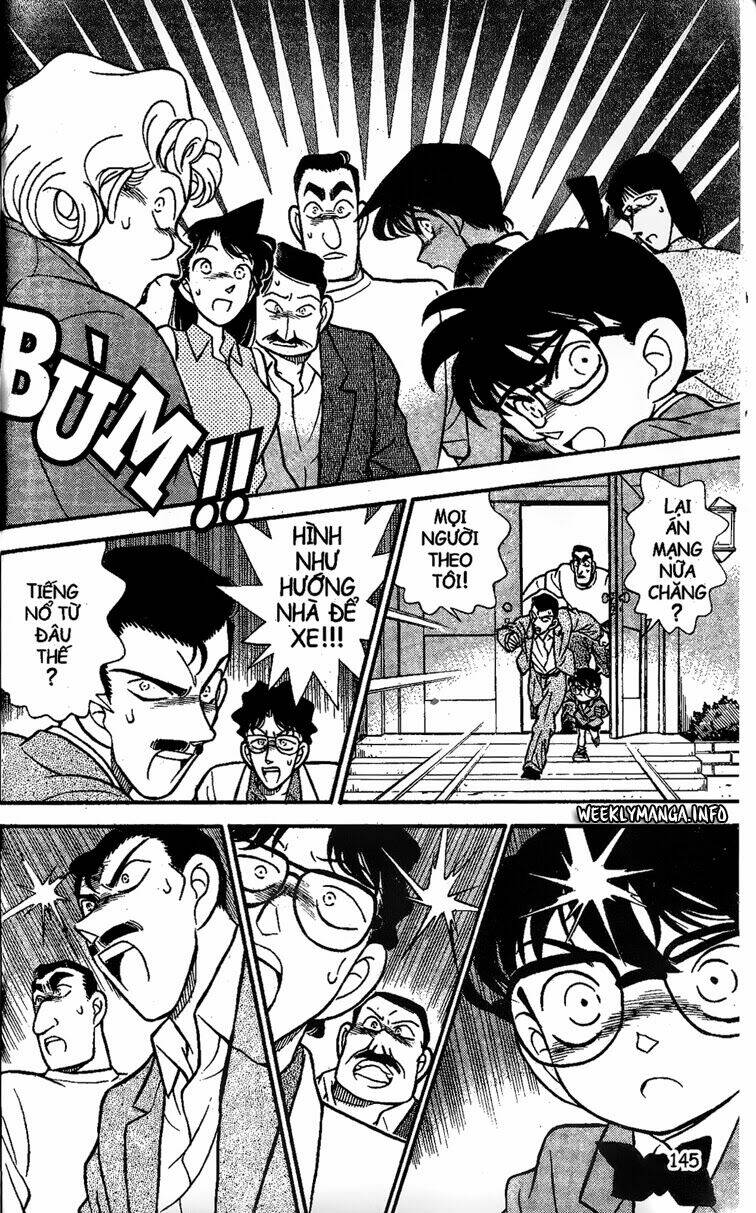 BÙM!!
TIẾNG
NỔ TỪ
ĐÂU
THẾ
?
HÌNH
NHƯ
HƯỚNG
NHÀ ĐỂ
XE!!!
MỌI
NGƯỜI
THEO
TÔI!
LẠI
ÁN
MẠNG
NỮA
CHĂNG
?
WEEKLYMANGA.INFO
145